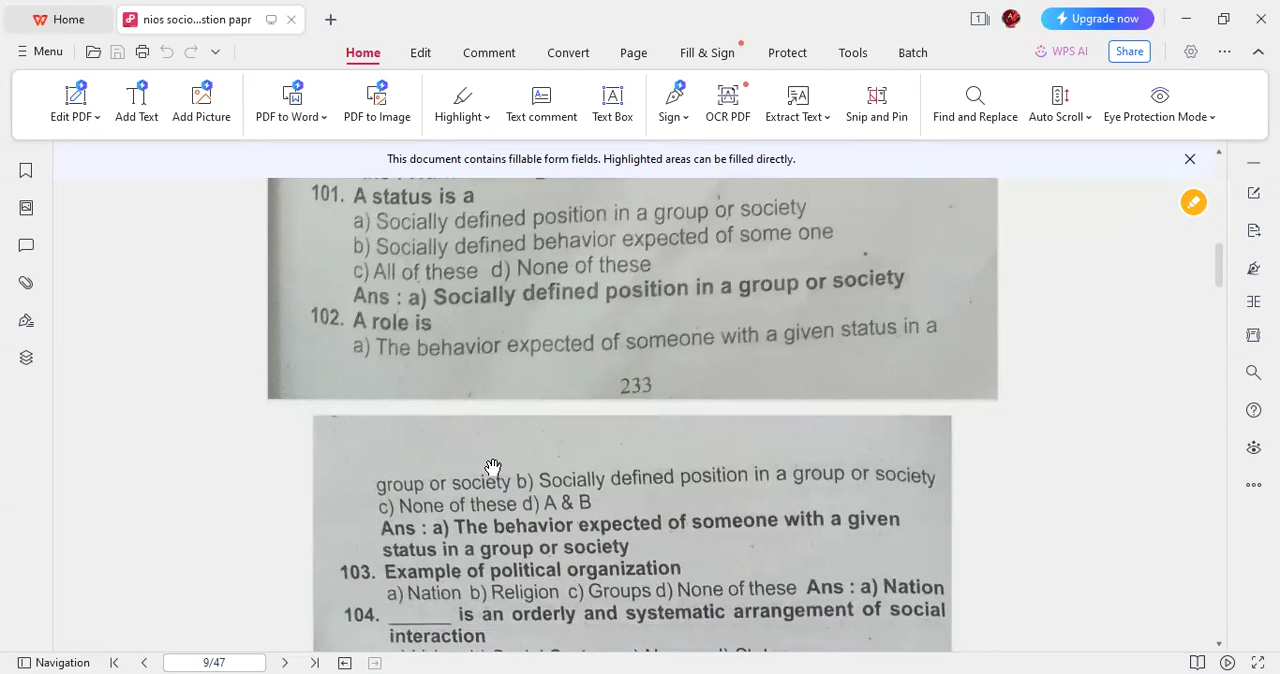 Home
nios socio...stion papr
Upgrade now
Menu
Home Edit Comment Convert Page Fill & Sign Protect Tools Batch
WPS AI
Share
Edit PDF Add Text Add Picture PDF to Word PDF to Image Highlight Text comment Text Box Sign OCR PDF Extract Text Snip and Pin Find and Replace Auto Scroll Eye Protection Mode
This document contains fillable form fields. Highlighted areas can be filled directly.
101. A status is a
a) Socially defined position in a group or society
b) Socially defined behavior expected of some one
c) All of these d) None of these
Ans : a) Socially defined position in a group or society
102. A role is
a) The behavior expected of someone with a given status in a
233
group or society b) Socially defined position in a group or society
c) None of these d) A & B
Ans : a) The behavior expected of someone with a given
status in a group or society
103. Example of political organization
a) Nation b) Religion c) Groups d) None of these Ans : a) Nation
104. ______ is an orderly and systematic arrangement of social
interaction
Navigation
9/47